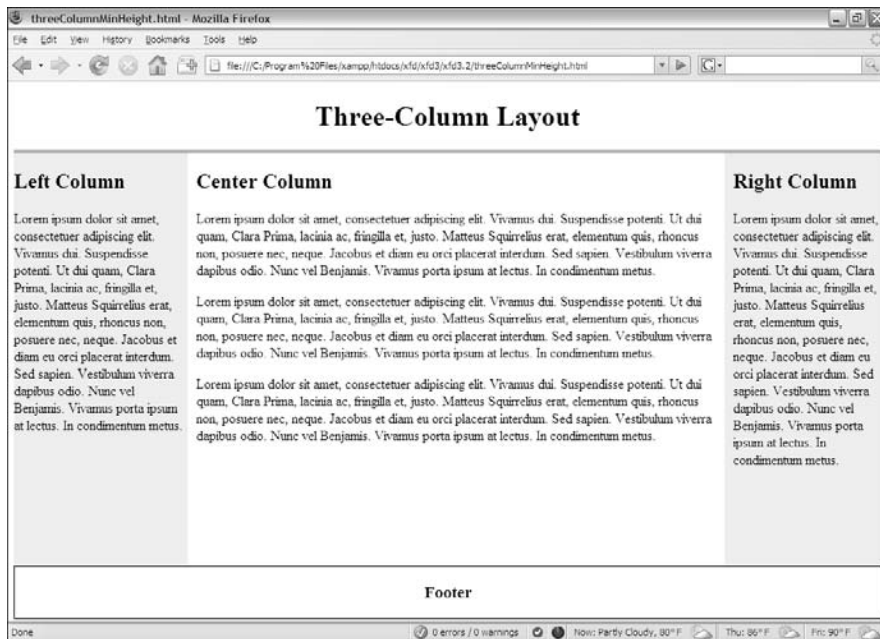 threeColumnMinHeight.html - Mozilla Firefox
File Edit View History Bookmarks Tools Help
file:///C:/Program%20Files/xampp/htdocs/xfd/xfd3/xfd3.2/threeColumnMinHeight.html
G
Three-Column Layout
Left Column
Lorem ipsum dolor sit amet,
consectetuer adipiscing elit.
Vivamus dui. Suspendisse
potenti. Ut dui quam, Clara
Prima, lacinia ac, fringilla et,
justo. Matteus Squirrelius erat,
elementum quis, rhoncus non,
posuere nec, neque. Jacobus et
diam eu orci placerat interdum.
Sed sapien. Vestibulum viverra
dapibus odio. Nunc vel
Benjamis. Vivamus porta ipsum
at lectus. In condimentum metus.
Center Column
Lorem ipsum dolor sit amet, consectetuer adipiscing elit. Vivamus dui. Suspendisse potenti. Ut dui
quam, Clara Prima, lacinia ac, fringilla et, justo. Matteus Squirrelius erat, elementum quis, rhoncus
non, posuere nec, neque. Jacobus et diam eu orci placerat interdum. Sed sapien. Vestibulum viverra
dapibus odio. Nunc vel Benjamis. Vivamus porta ipsum at lectus. In condimentum metus.
Lorem ipsum dolor sit amet, consectetuer adipiscing elit. Vivamus dui. Suspendisse potenti. Ut dui
quam, Clara Prima, lacinia ac, fringilla et, justo. Matteus Squirrelius erat, elementum quis, rhoncus
non, posuere nec, neque. Jacobus et diam eu orci placerat interdum. Sed sapien. Vestibulum viverra
dapibus odio. Nunc vel Benjamis. Vivamus porta ipsum at lectus. In condimentum metus.
Lorem ipsum dolor sit amet, consectetuer adipiscing elit. Vivamus dui. Suspendisse potenti. Ut dui
quam, Clara Prima, lacinia ac, fringilla et, justo. Matteus Squirrelius erat, elementum quis, rhoncus
non, posuere nec, neque. Jacobus et diam eu orci placerat interdum. Sed sapien. Vestibulum viverra
dapibus odio. Nunc vel Benjamis. Vivamus porta ipsum at lectus. In condimentum metus.
Right Column
Lorem ipsum dolor sit amet,
consectetuer adipiscing elit.
Vivamus dui. Suspendisse
potenti. Ut dui quam, Clara
Prima, lacinia ac, fringilla et,
justo. Matteus Squirrelius
erat, elementum quis,
rhoncus non, posuere nec,
neque. Jacobus et diam eu
orci placerat interdum. Sed
sapien. Vestibulum viverra
dapibus odio. Nunc vel
Benjamis. Vivamus porta
ipsum at lectus. In
condimentum metus.
Footer
Done
0 errors / 0 warnings
Now: Partly Cloudy, 80° F
Thu: 86° F
Fri: 90° F